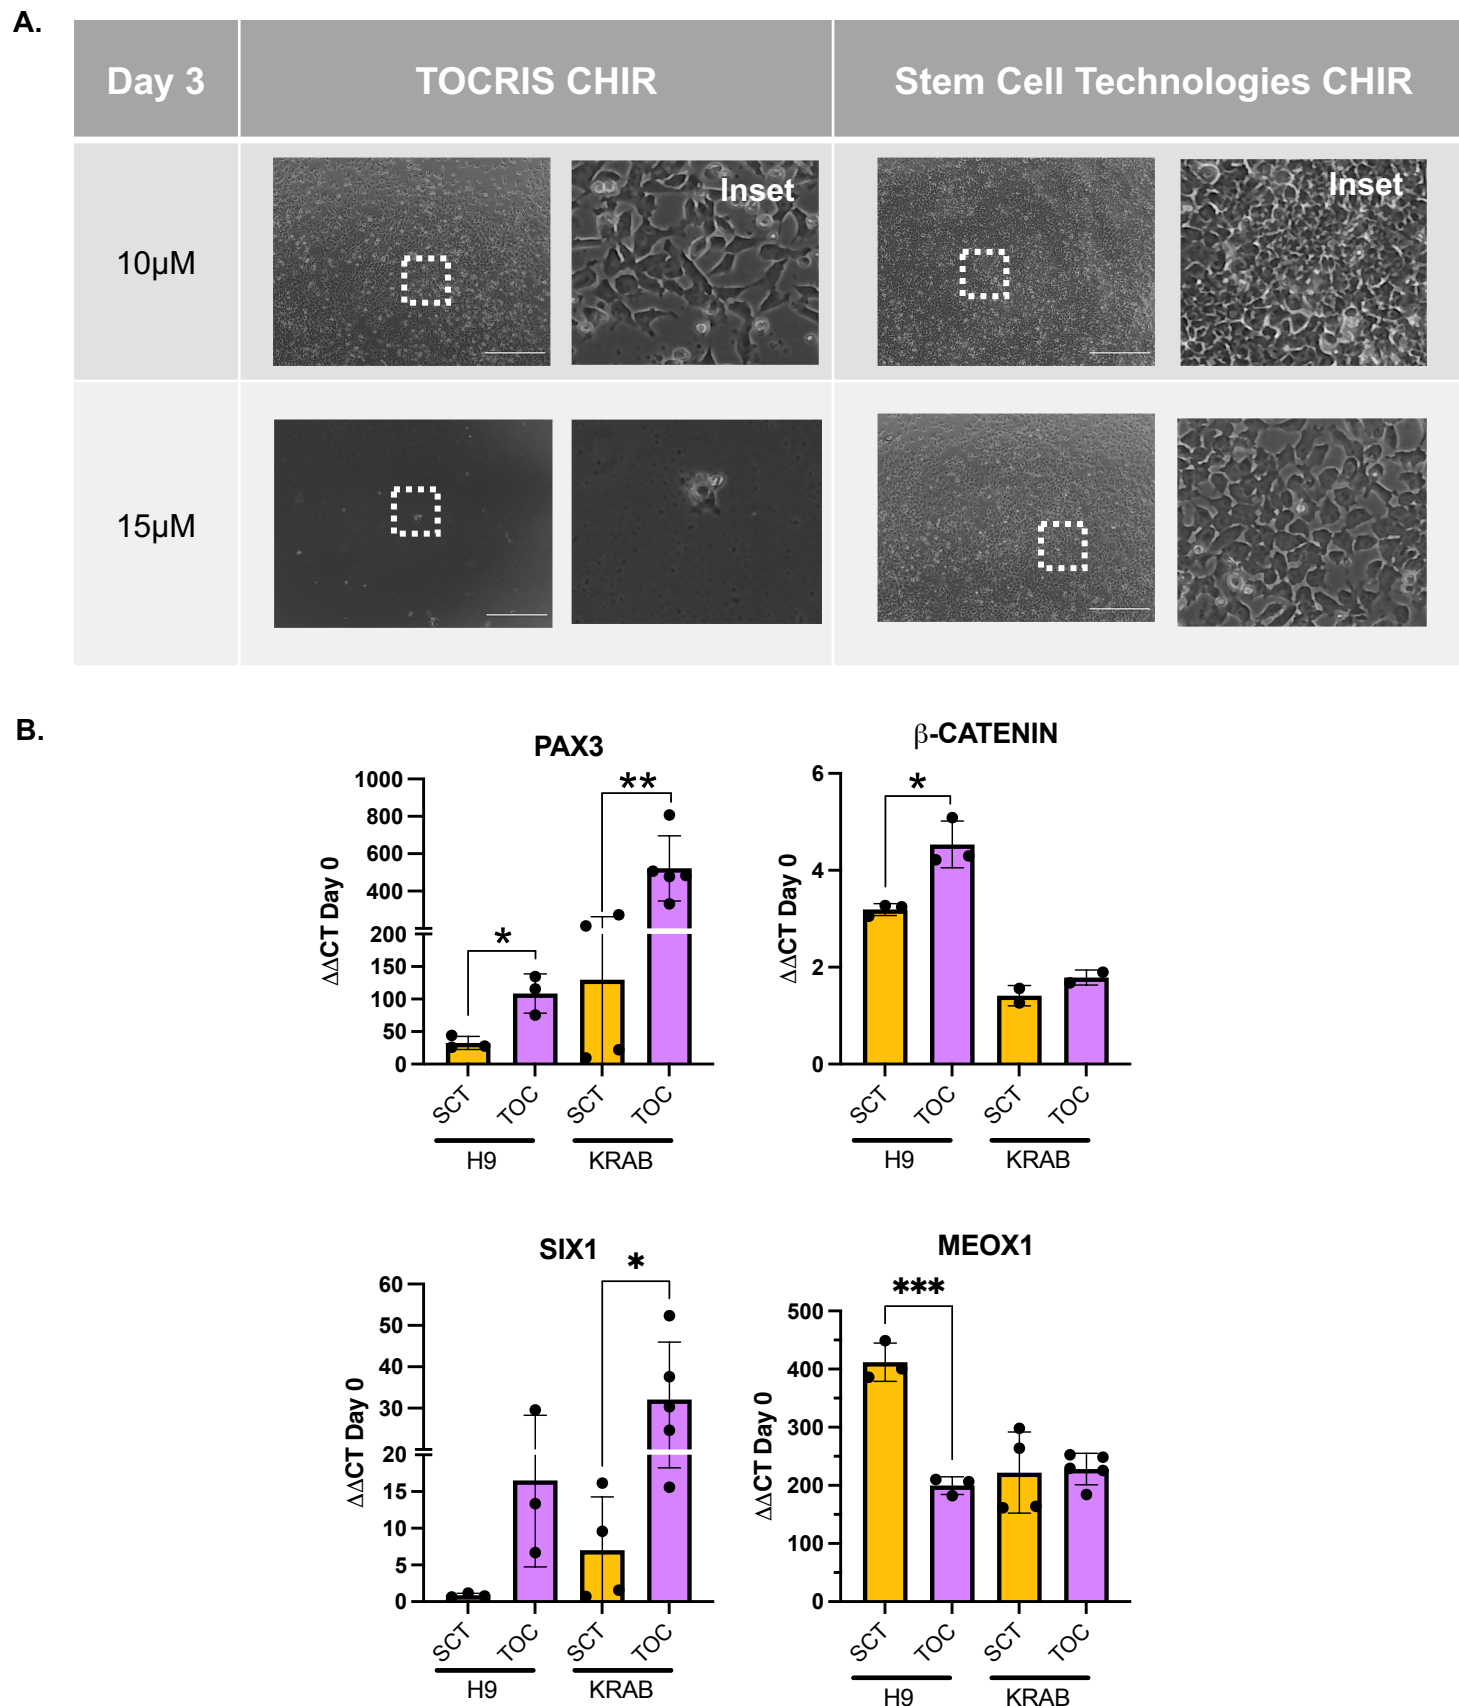 A.
Day 3 TOCRIS CHIR Stem Cell Technologies CHIR
10µM Inset Inset
15µM
B.
PAX3
ΔΔCT Day 0
1000
800
600
400
200
150
100
50
0
*
**
SCT TOC SCT TOC
H9 KRAB
β-CATENIN
ΔΔCT Day 0
6
4
2
0
*
SCT TOC SCT TOC
H9 KRAB
SIX1
ΔΔCT Day 0
60
50
40
30
20
15
10
5
0
*
SCT TOC SCT TOC
H9 KRAB
MEOX1
ΔΔCT Day 0
500
400
300
200
100
0
***
SCT TOC SCT TOC
H9 KRAB